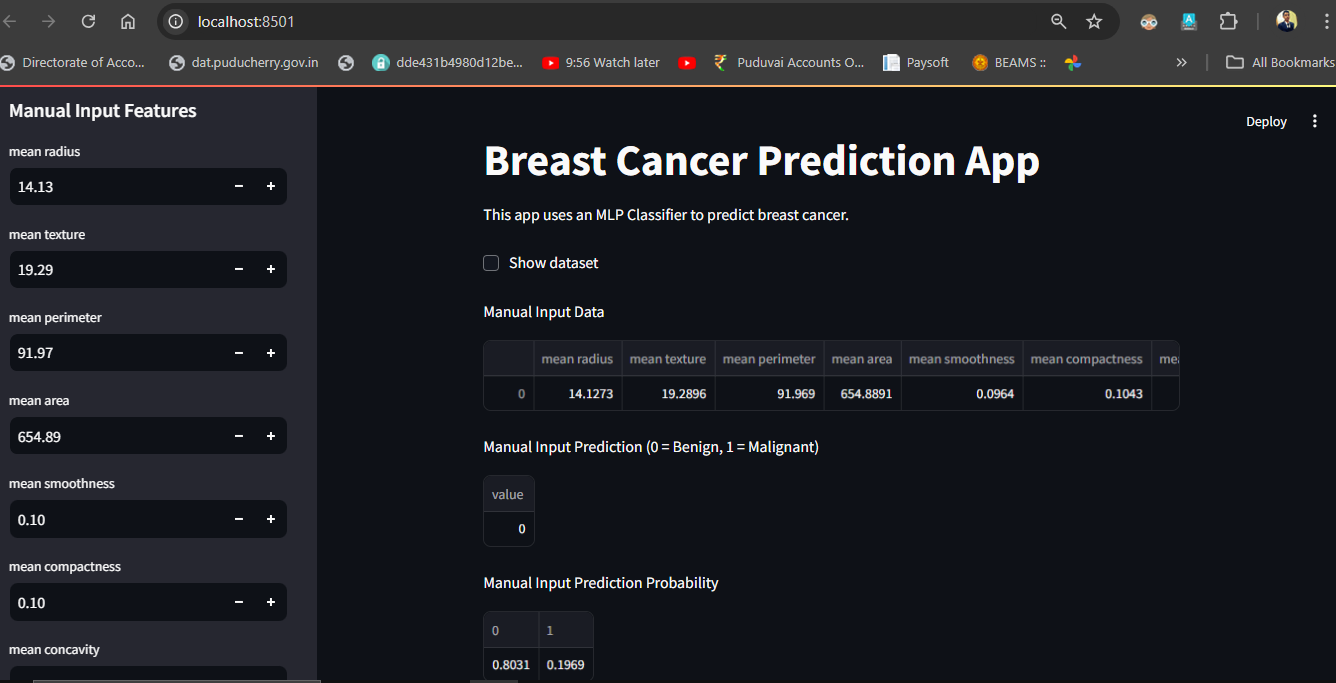 localhost:8501
Directorate of Acco... dat.puducherry.gov.in dde431b4980d12be... 9:56 Watch later Puduvai Accounts O... Paysoft BEAMS :: » All Bookmarks
Manual Input Features
mean radius
14.13 − +
mean texture
19.29 − +
mean perimeter
91.97 − +
mean area
654.89 − +
mean smoothness
0.10 − +
mean compactness
0.10 − +
mean concavity
Deploy
Breast Cancer Prediction App
This app uses an MLP Classifier to predict breast cancer.
Show dataset
Manual Input Data
mean radius mean texture mean perimeter mean area mean smoothness mean compactness
0 14.1273 19.2896 91.969 654.8891 0.0964 0.1043
Manual Input Prediction (0 = Benign, 1 = Malignant)
value
0
Manual Input Prediction Probability
0 1
0.8031 0.1969